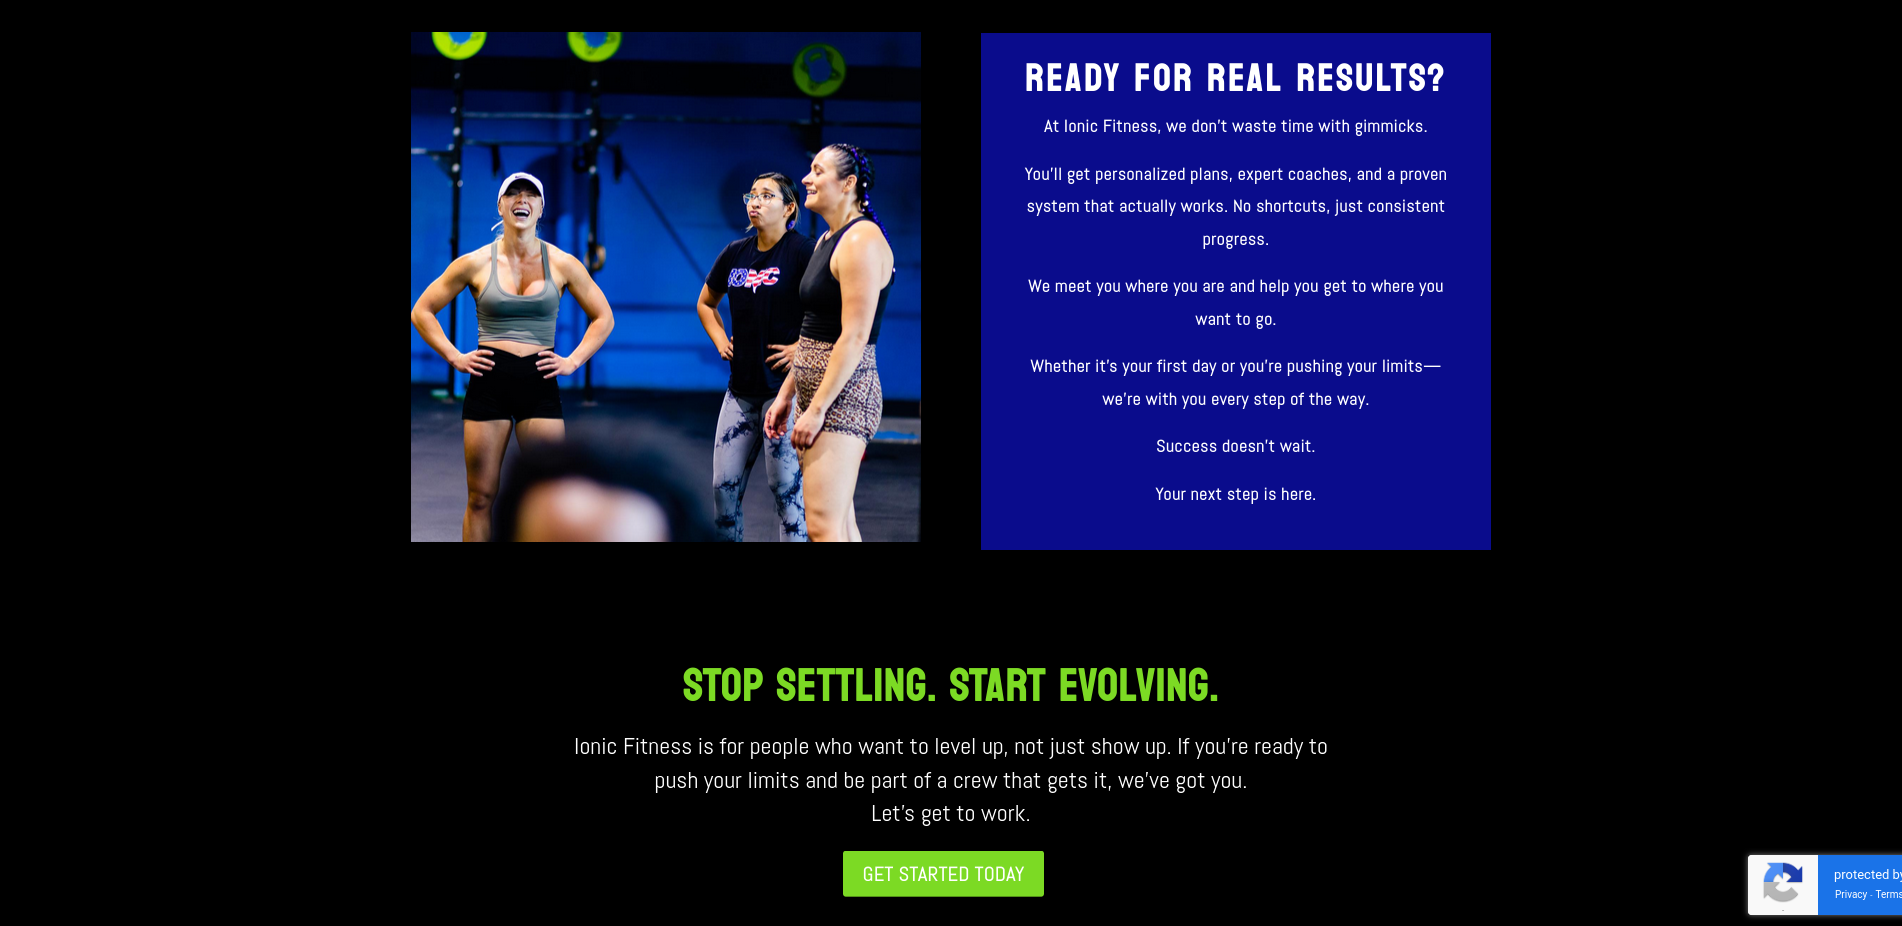 READY FOR REAL RESULTS?
At Ionic Fitness, we don't waste time with gimmicks.
You'll get personalized plans, expert coaches, and a proven
system that actually works. No shortcuts, just consistent
progress.
We meet you where you are and help you get to where you
want to go.
Whether it's your first day or you're pushing your limits—
we're with you every step of the way.
Success doesn't wait.
Your next step is here.
IONIC
STOP SETTLING. START EVOLVING.
Ionic Fitness is for people who want to level up, not just show up. If you're ready to
push your limits and be part of a crew that gets it, we've got you.
Let's get to work.
GET STARTED TODAY
protected by
Privacy - Terms